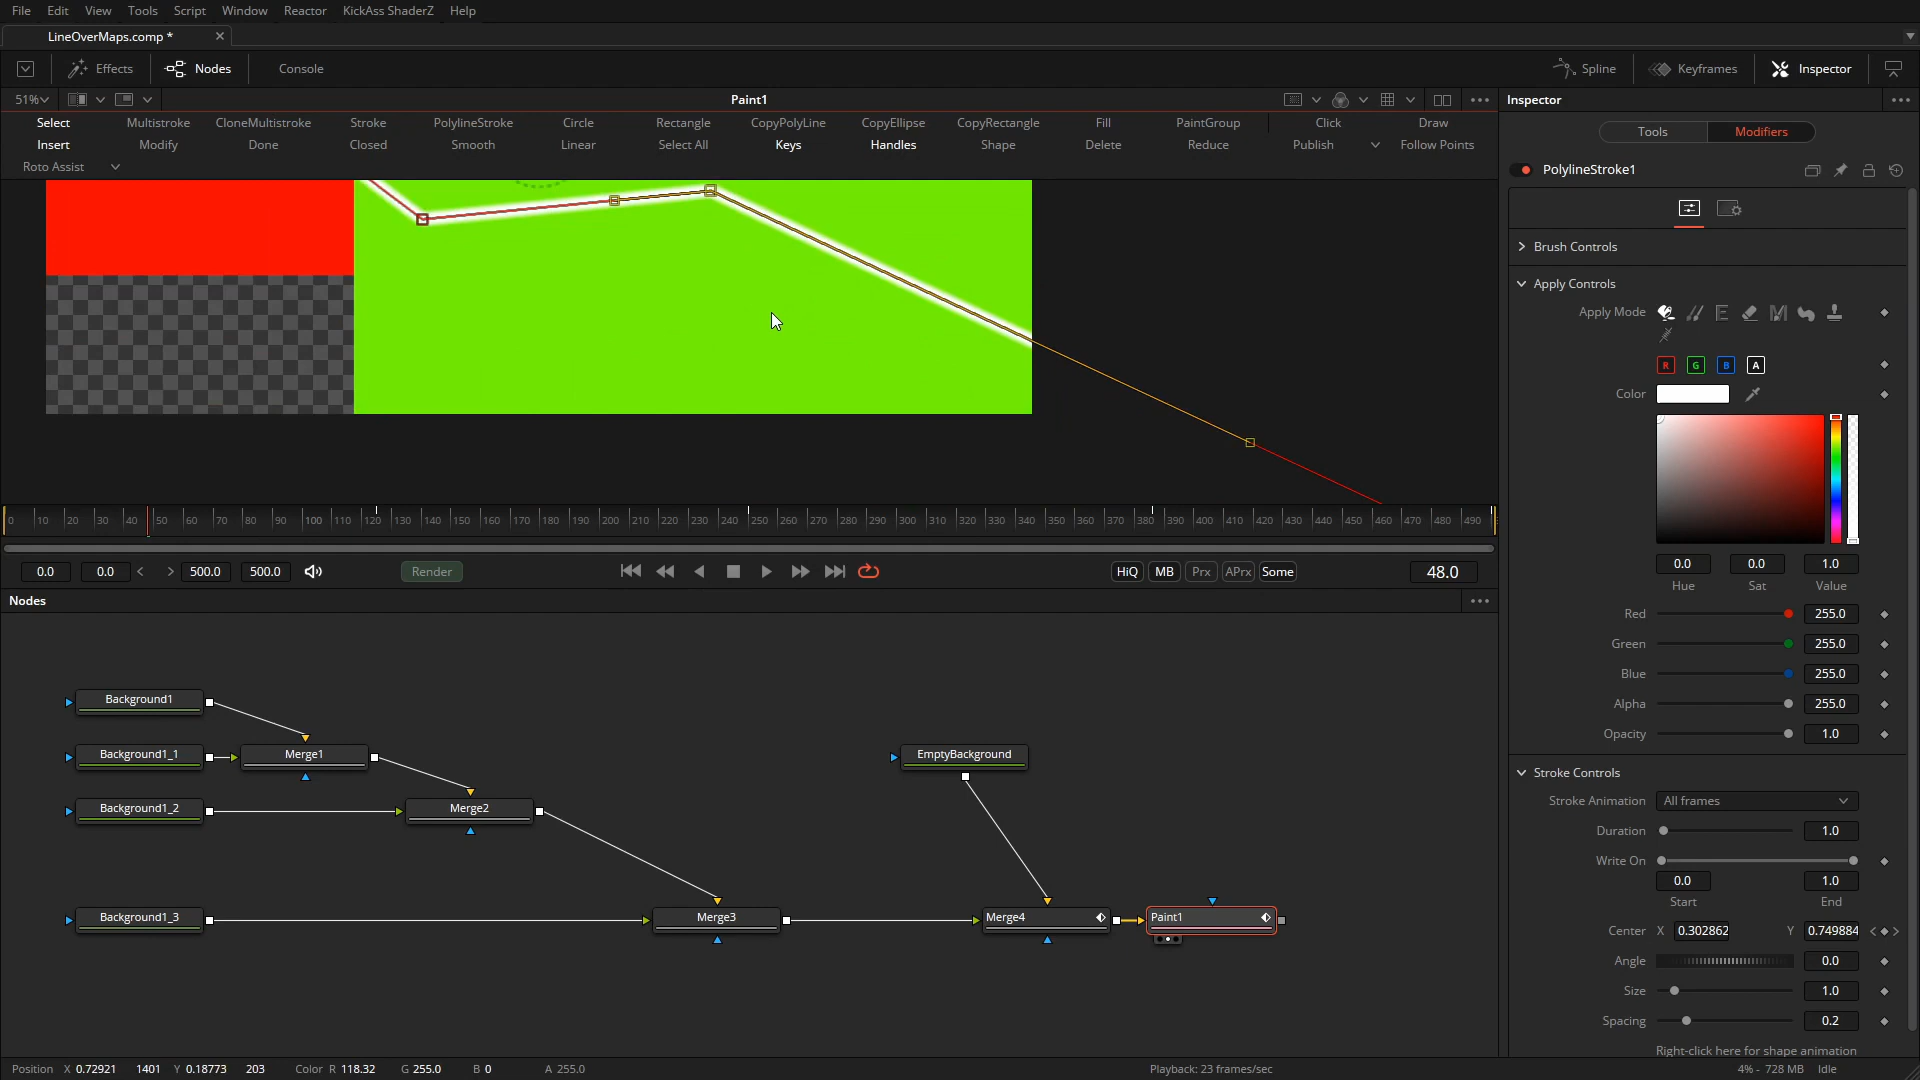 File Edit View Tools Script Window Reactor KickAss ShaderZ Help
LineOverMaps.comp *
Effects Nodes Console Spline Keyframes Inspector
51% Paint1 Inspector
Select Multistroke CloneMultistroke Stroke PolylineStroke Circle Rectangle CopyPolyLine CopyEllipse CopyRectangle Fill PaintGroup Click Draw
Insert Modify Done Closed Smooth Linear Select All Keys Handles Shape Delete Reduce Publish Follow Points
Roto Assist
Tools Modifiers
PolylineStroke1
Brush Controls
Apply Controls
Apply Mode
R G B A
Color
0.0 0.0 1.0
Hue Sat Value
Red 255.0
Green 255.0
Blue 255.0
Alpha 255.0
Opacity 1.0
Stroke Controls
Stroke Animation All frames
Duration 1.0
Write On
0.0 1.0
Start End
Center X 0.302862 Y 0.749884
Angle 0.0
Size 1.0
Spacing 0.2
Right-click here for shape animation
0 10 20 30 40 50 60 70 80 90 100 110 120 130 140 150 160 170 180 190 200 210 220 230 240 250 260 270 280 290 300 310 320 330 340 350 360 370 380 390 400 410 420 430 440 450 460 470 480 490
0.0 0.0 500.0 500.0 Render HiQ MB Prx APrx Some 48.0
Nodes
Background1
Background1_1 Merge1 EmptyBackground
Background1_2 Merge2
Background1_3 Merge3 Merge4 Paint1
Position X 0.72921 1401 Y 0.18773 203 Color R 118.32 G 255.0 B 0 A 255.0 Playback: 23 frames/sec 4% - 728 MB Idle